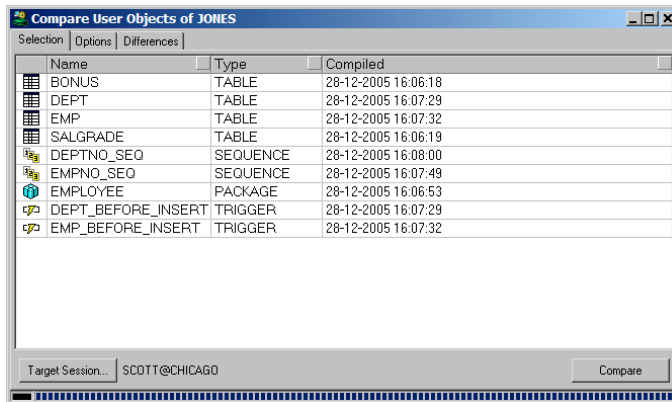 Compare User Objects of JONES
Selection Options Differences
Name Type Compiled
BONUS TABLE 28-12-2005 16:06:18
DEPT TABLE 28-12-2005 16:07:29
EMP TABLE 28-12-2005 16:07:32
SALGRADE TABLE 28-12-2005 16:06:19
DEPTNO_SEQ SEQUENCE 28-12-2005 16:08:00
EMPNO_SEQ SEQUENCE 28-12-2005 16:07:49
EMPLOYEE PACKAGE 28-12-2005 16:06:53
DEPT_BEFORE_INSERT TRIGGER 28-12-2005 16:07:29
EMP_BEFORE_INSERT TRIGGER 28-12-2005 16:07:32
Target Session... SCOTT@CHICAGO Compare